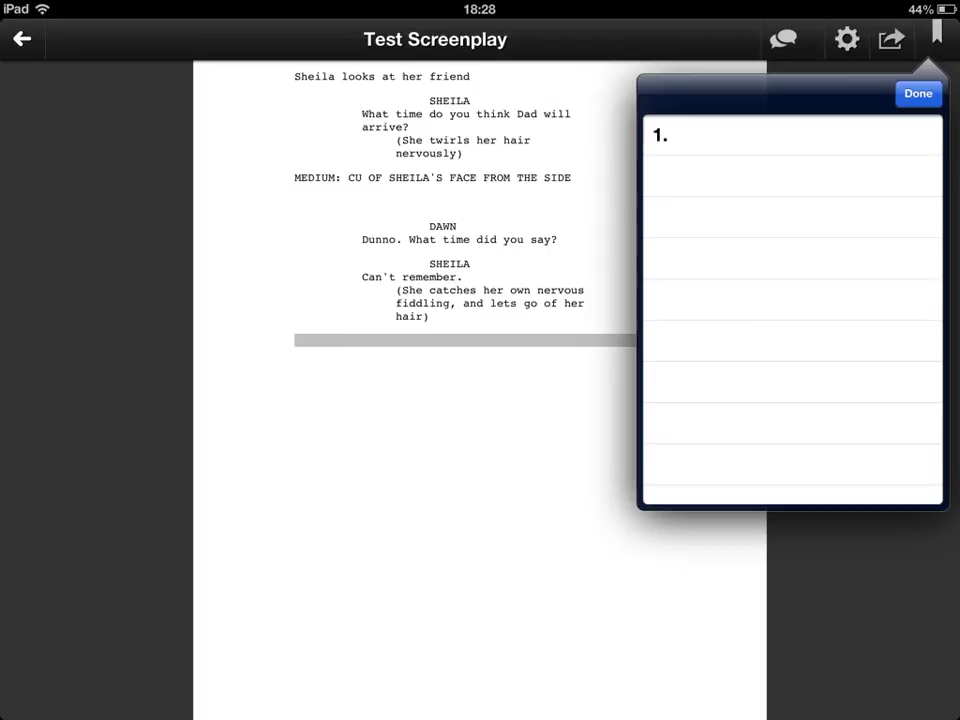 iPad 18:28 44%
Test Screenplay
Done
1.
Sheila looks at her friend
SHEILA
What time do you think Dad will
arrive?
(She twirls her hair
nervously)
MEDIUM: CU OF SHEILA'S FACE FROM THE SIDE
DAWN
Dunno. What time did you say?
SHEILA
Can't remember.
(She catches her own nervous
fiddling, and lets go of her
hair)